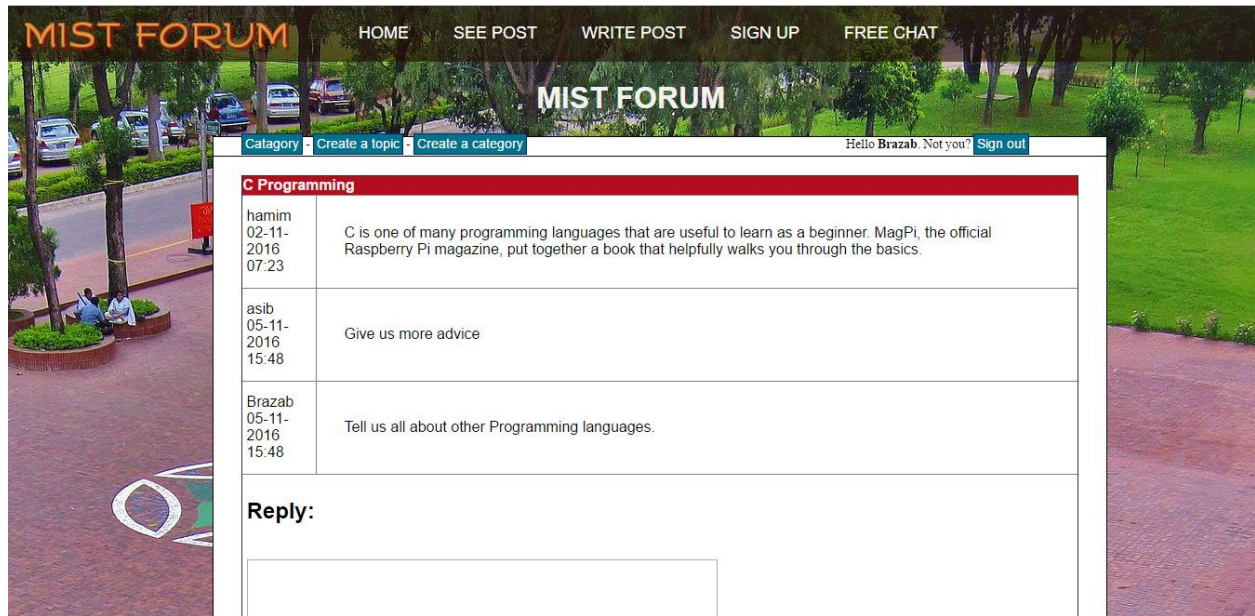 MIST FORUM HOME SEE POST WRITE POST SIGN UP FREE CHAT
MIST FORUM
Catagory - Create a topic - Create a category Hello Brazab. Not you? Sign out
C Programming
hamim
02-11-
2016
07:23
C is one of many programming languages that are useful to learn as a beginner. MagPi, the official
Raspberry Pi magazine, put together a book that helpfully walks you through the basics.
asib
05-11-
2016
15:48
Give us more advice
Brazab
05-11-
2016
15:48
Tell us all about other Programming languages.
Reply: